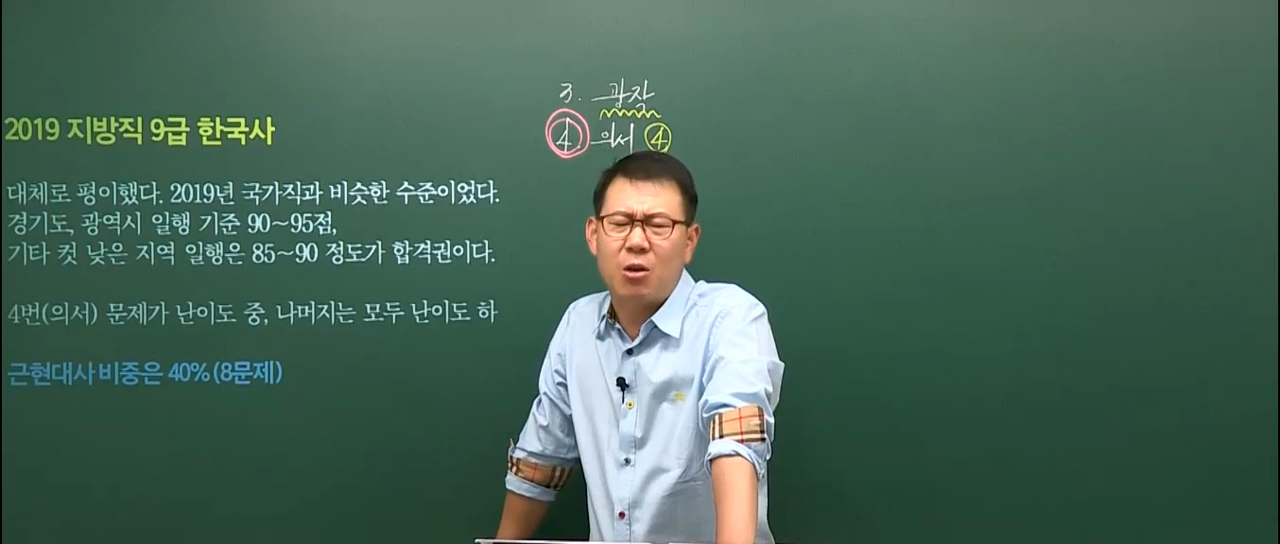 3. 광작
④. 의서 ④
2019 지방직 9급 한국사
대체로 평이했다. 2019년 국가직과 비슷한 수준이었다.
경기도, 광역시 일행 기준 90~95점,
기타 컷 낮은 지역 일행은 85~90 정도가 합격권이다.
4번(의서) 문제가 난이도 중, 나머지는 모두 난이도 하
근현대사 비중은 40%(8문제)